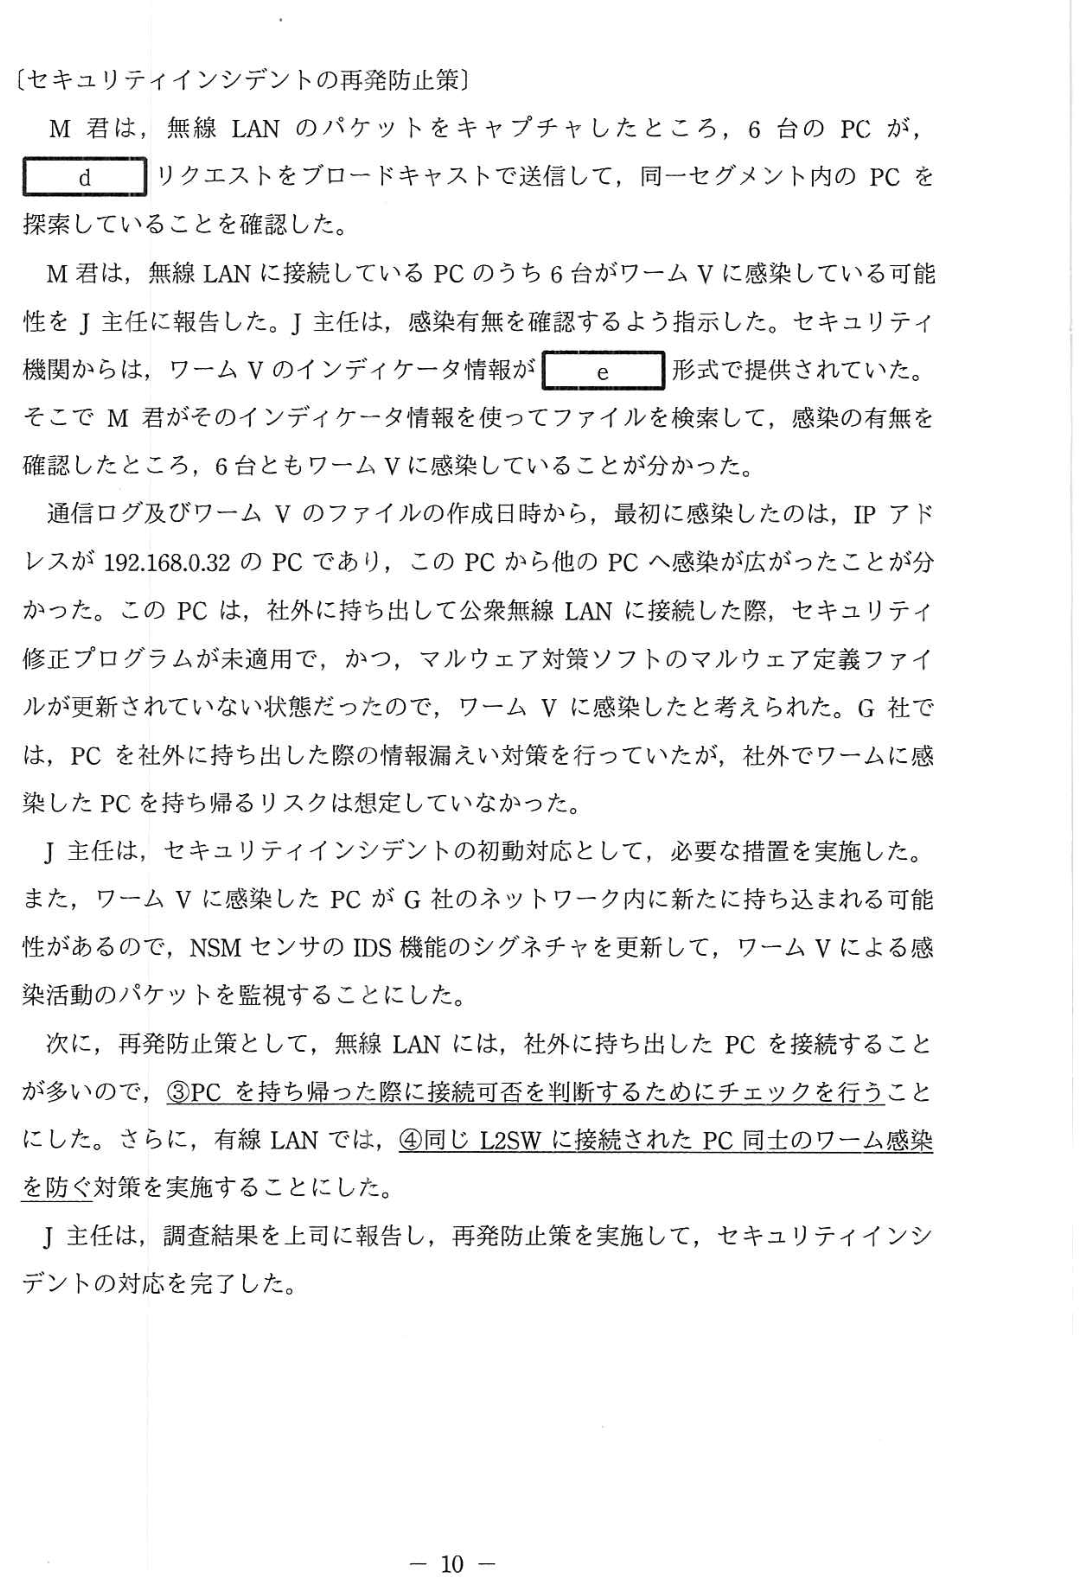 〔セキュリティインシデントの再発防止策〕
M 君は，無線 LAN のパケットをキャプチャしたところ，6 台の PC が，
d リクエストをブロードキャストで送信して，同一セグメント内の PC を
探索していることを確認した。
M 君は，無線 LAN に接続している PC のうち 6 台がワーム V に感染している可能
性を J 主任に報告した。J 主任は，感染有無を確認するよう指示した。セキュリティ
機関からは，ワーム V のインディケータ情報が e 形式で提供されていた。
そこで M 君がそのインディケータ情報を使ってファイルを検索して，感染の有無を
確認したところ，6 台ともワーム V に感染していることが分かった。
通信ログ及びワーム V のファイルの作成日時から，最初に感染したのは，IP アド
レスが 192.168.0.32 の PC であり，この PC から他の PC へ感染が広がったことが分
かった。この PC は，社外に持ち出して公衆無線 LAN に接続した際，セキュリティ
修正プログラムが未適用で，かつ，マルウェア対策ソフトのマルウェア定義ファイ
ルが更新されていない状態だったので，ワーム V に感染したと考えられた。G 社で
は，PC を社外に持ち出した際の情報漏えい対策を行っていたが，社外でワームに感
染した PC を持ち帰るリスクは想定していなかった。
J 主任は，セキュリティインシデントの初動対応として，必要な措置を実施した。
また，ワーム V に感染した PC が G 社のネットワーク内に新たに持ち込まれる可能
性があるので，NSM センサの IDS 機能のシグネチャを更新して，ワーム V による感
染活動のパケットを監視することにした。
次に，再発防止策として，無線 LAN には，社外に持ち出した PC を接続すること
が多いので，③PC を持ち帰った際に接続可否を判断するためにチェックを行うこと
にした。さらに，有線 LAN では，④同じ L2SW に接続された PC 同士のワーム感染
を防ぐ対策を実施することにした。
J 主任は，調査結果を上司に報告し，再発防止策を実施して，セキュリティインシ
デントの対応を完了した。
－ 10 －